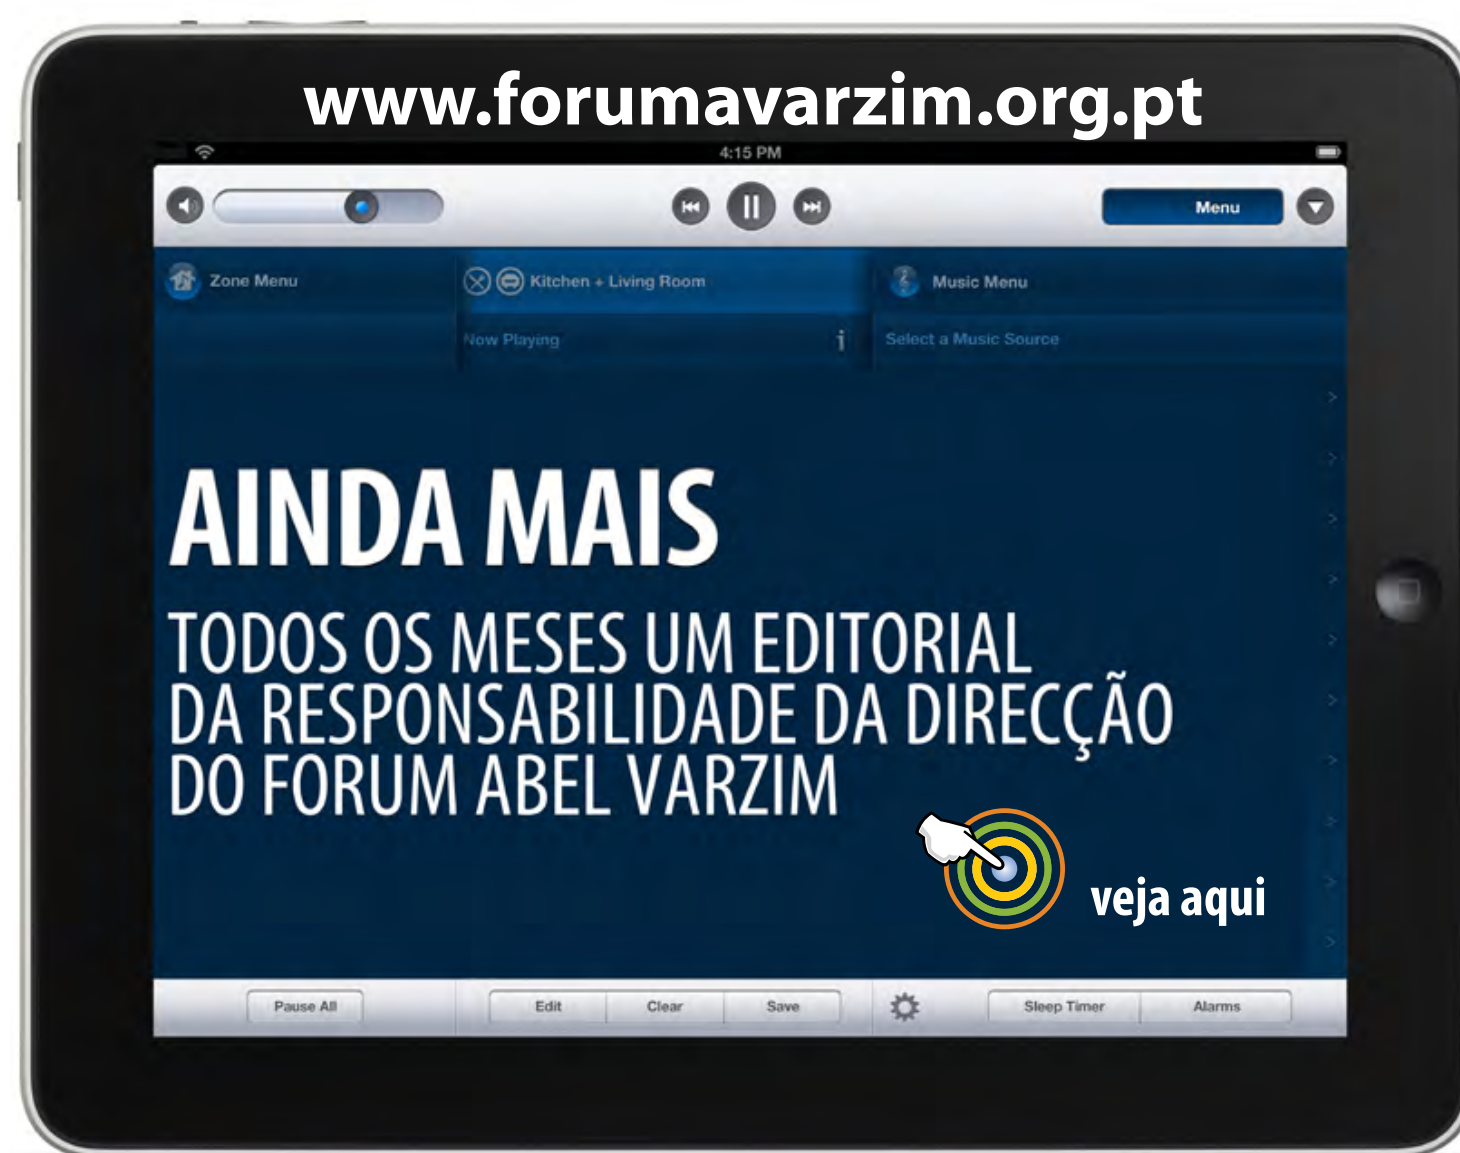 www.forumavarzim.org.pt
4:15 PM
Menu
Zone Menu
Kitchen + Living Room
Music Menu
Now Playing
i
Select a Music Source
AINDA MAIS
TODOS OS MESES UM EDITORIAL
DA RESPONSABILIDADE DA DIRECÇÃO
DO FORUM ABEL VARZIM
veja aqui
Pause All
Edit
Clear
Save
Sleep Timer
Alarms